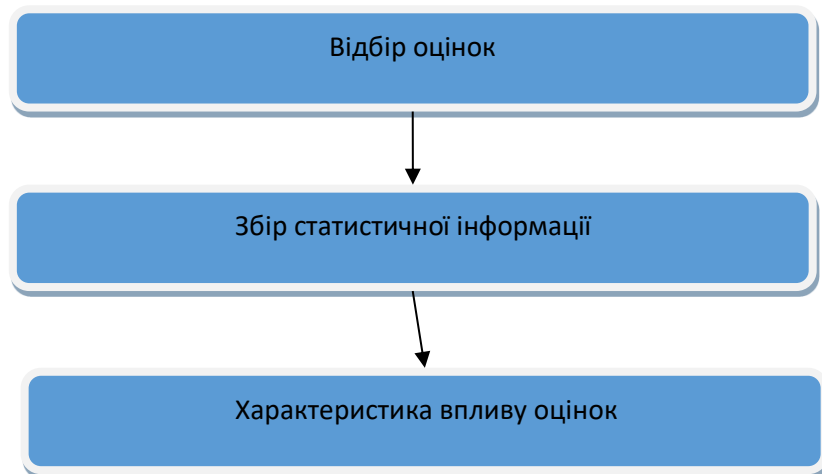 Відбір оцінок
Збір статистичної інформації
Характеристика впливу оцінок